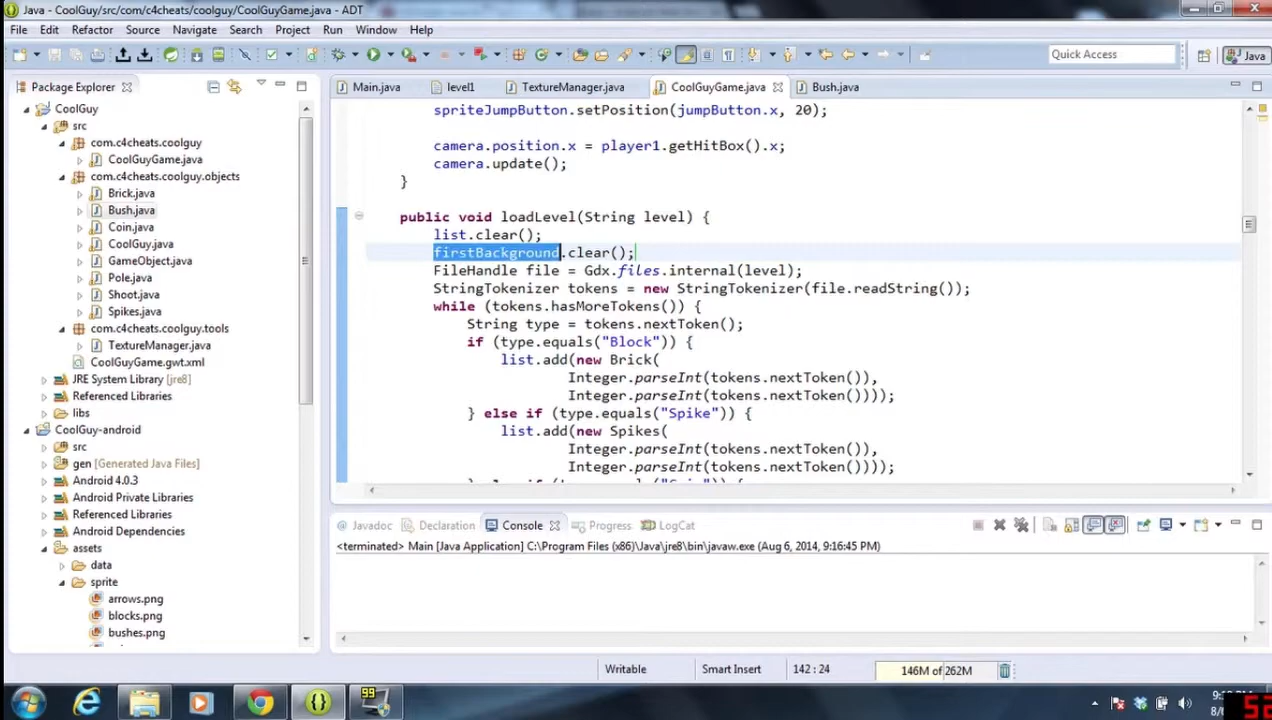 Java - CoolGuy/src/com/c4cheats/coolguy/CoolGuyGame.java - ADT
File Edit Refactor Source Navigate Search Project Run Window Help
Quick Access
Java
Package Explorer
CoolGuy
src
com.c4cheats.coolguy
CoolGuyGame.java
com.c4cheats.coolguy.objects
Brick.java
Bush.java
Coin.java
CoolGuy.java
GameObject.java
Pole.java
Shoot.java
Spikes.java
com.c4cheats.coolguy.tools
TextureManager.java
CoolGuyGame.gwt.xml
JRE System Library [jre8]
Referenced Libraries
libs
CoolGuy-android
src
gen [Generated Java Files]
Android 4.0.3
Android Private Libraries
Referenced Libraries
Android Dependencies
assets
data
sprite
arrows.png
blocks.png
bushes.png
Main.java level1 TextureManager.java CoolGuyGame.java Bush.java
spriteJumpButton.setPosition(jumpButton.x, 20);
camera.position.x = player1.getHitBox().x;
camera.update();
}
public void loadLevel(String level) {
list.clear();
firstBackground.clear();
FileHandle file = Gdx.files.internal(level);
StringTokenizer tokens = new StringTokenizer(file.readString());
while (tokens.hasMoreTokens()) {
String type = tokens.nextToken();
if (type.equals("Block")) {
list.add(new Brick(
Integer.parseInt(tokens.nextToken()),
Integer.parseInt(tokens.nextToken())));
} else if (type.equals("Spike")) {
list.add(new Spikes(
Integer.parseInt(tokens.nextToken()),
Integer.parseInt(tokens.nextToken())));
Javadoc Declaration Console Progress LogCat
<terminated> Main [Java Application] C:\Program Files (x86)\Java\jre8\bin\javaw.exe (Aug 6, 2014, 9:16:45 PM)
Writable Smart Insert 142 : 24 146M of 262M
99